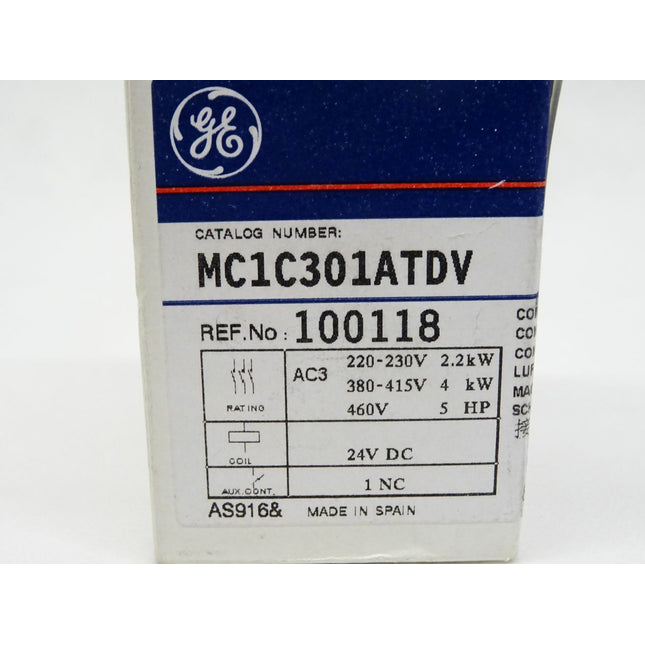 GE
CATALOG NUMBER:
MC1C301ATDV
REF.No: 100118
RATING AC3 220-230V 2.2kW
380-415V 4 kW
460V 5 HP
COIL 24V DC
AUX.CONT. 1 NC
AS916& MADE IN SPAIN